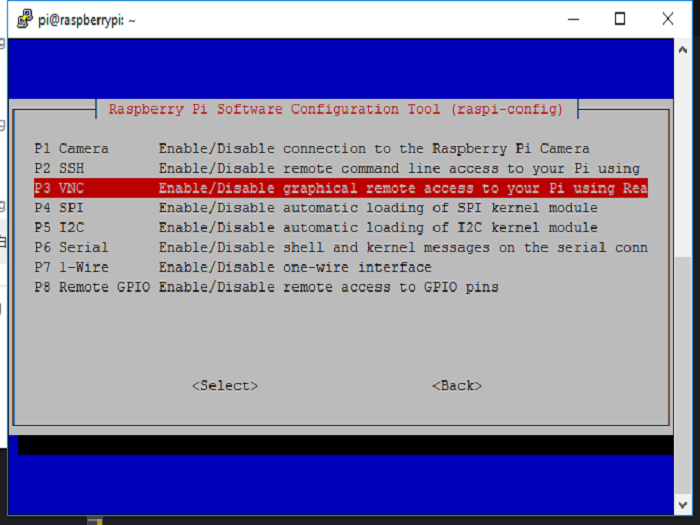 pi@raspberrypi: ~
Raspberry Pi Software Configuration Tool (raspi-config)
P1 Camera Enable/Disable connection to the Raspberry Pi Camera
P2 SSH Enable/Disable remote command line access to your Pi using
P3 VNC Enable/Disable graphical remote access to your Pi using Rea
P4 SPI Enable/Disable automatic loading of SPI kernel module
P5 I2C Enable/Disable automatic loading of I2C kernel module
P6 Serial Enable/Disable shell and kernel messages on the serial conn
P7 1-Wire Enable/Disable one-wire interface
P8 Remote GPIO Enable/Disable remote access to GPIO pins
<Select> <Back>